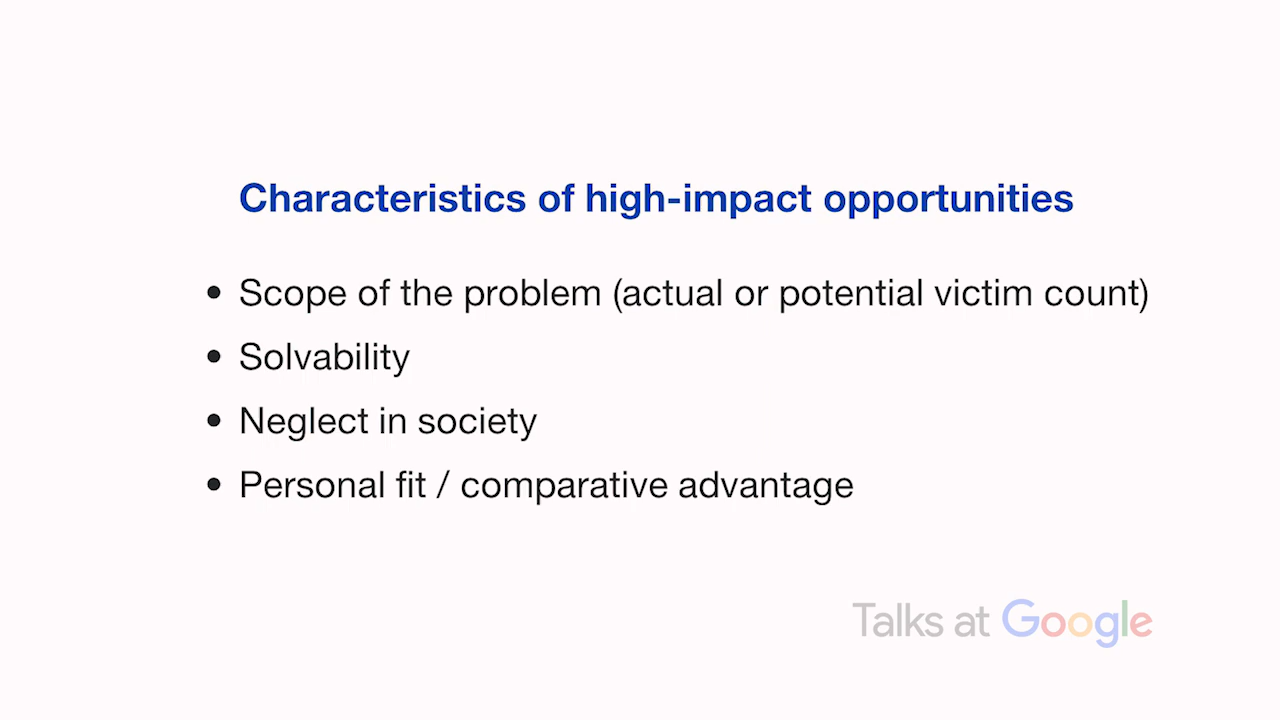 Characteristics of high-impact opportunities
• Scope of the problem (actual or potential victim count)
• Solvability
• Neglect in society
• Personal fit / comparative advantage
Talks at Google